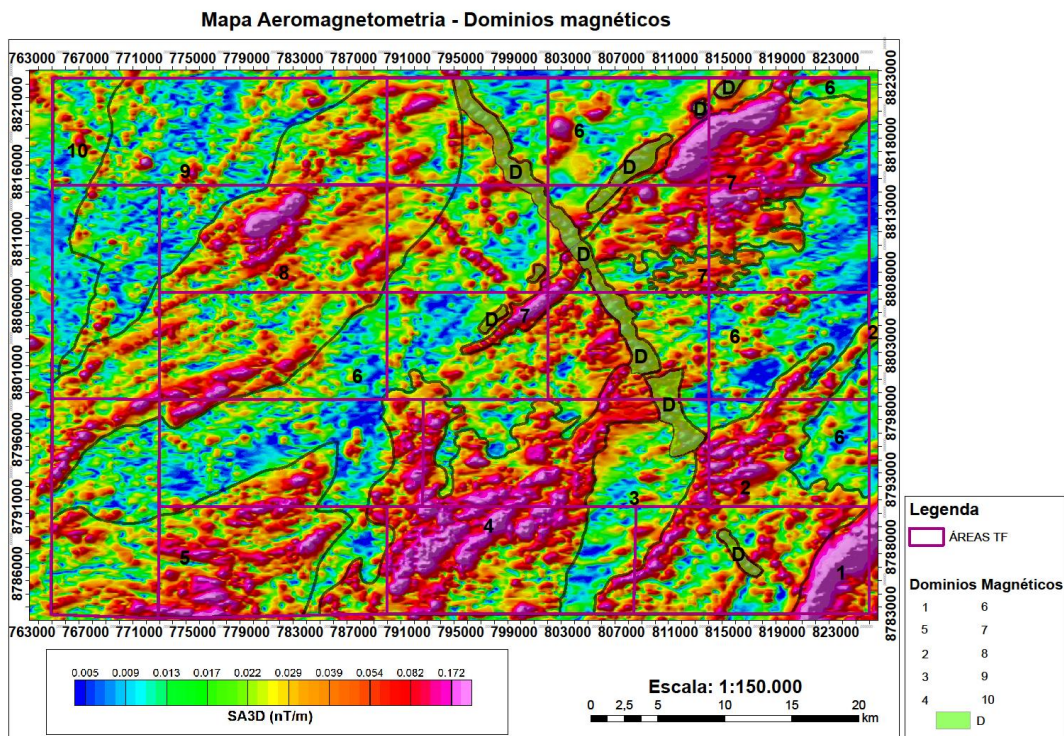 Mapa Aeromagnetometria - Dominios magnéticos
763000 767000 771000 775000 779000 783000 787000 791000 795000 799000 803000 807000 811000 815000 819000 823000
8823000
D 6
8821000
D
6 8818000
10
9 D D 8816000
7
8813000
8811000
D
8 7
8808000
8806000
D 7
6 8803000 2
D
6 8801000
D 8798000
6 8796000
8793000
2
3 8791000
4
D 8788000
5 1 8786000
8783000
763000 767000 771000 775000 779000 783000 787000 791000 795000 799000 803000 807000 811000 815000 819000 823000
0.005 0.009 0.013 0.017 0.022 0.029 0.039 0.054 0.082 0.172
SA3D (nT/m)
Escala: 1:150.000
0 2,5 5 10 15 20
km
Legenda
ÁREAS TF
Dominios Magnéticos
1 6
5 7
2 8
3 9
4 10
D